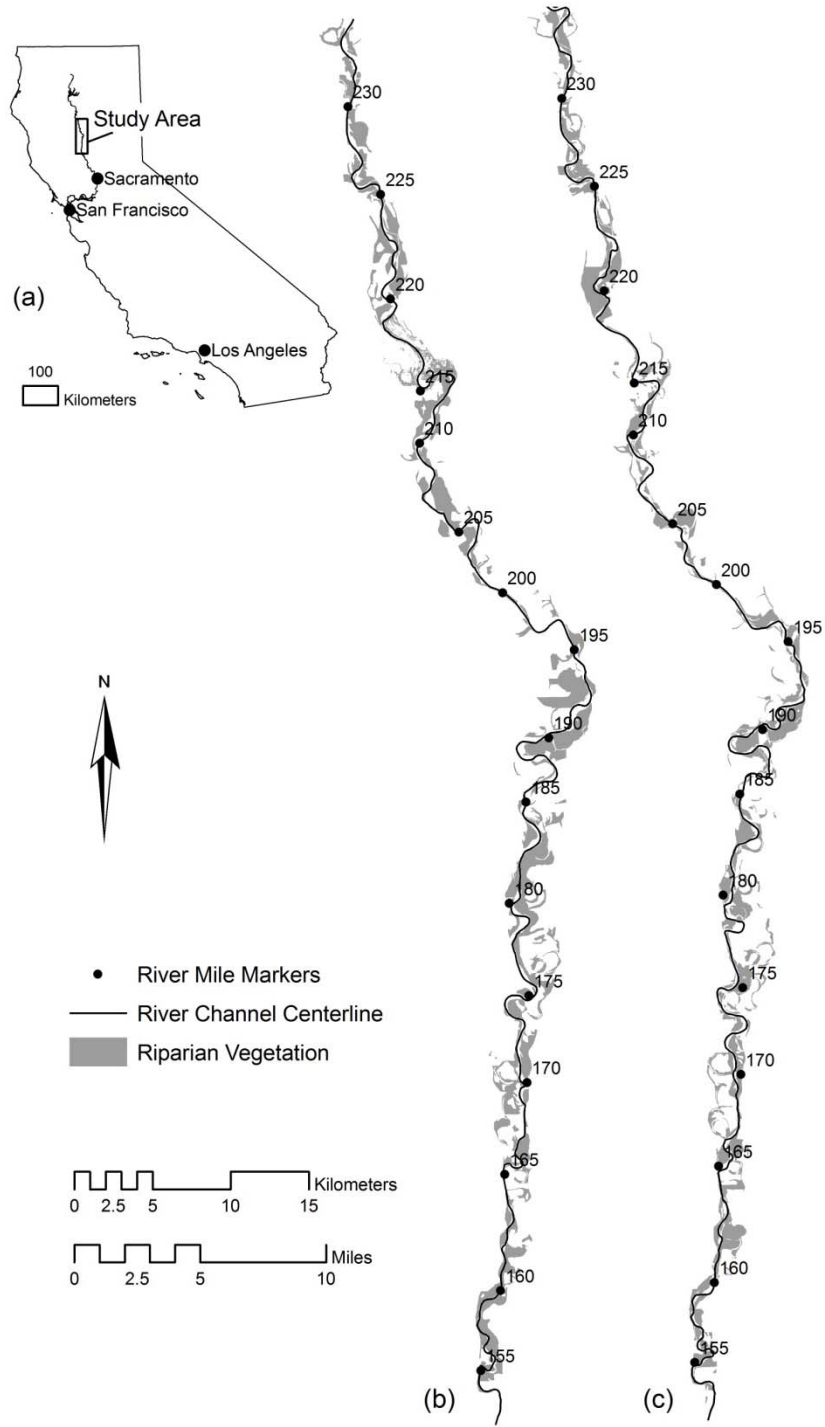 Study Area
Sacramento
San Francisco
(a)
Los Angeles
100
Kilometers
N
River Mile Markers
River Channel Centerline
Riparian Vegetation
Kilometers
0 2.5 5 10 15
Miles
0 2.5 5 10
230
225
220
215
210
205
200
195
190
185
180
175
170
165
160
155
(b)
230
225
220
215
210
205
200
195
190
185
180
175
170
165
160
155
(c)